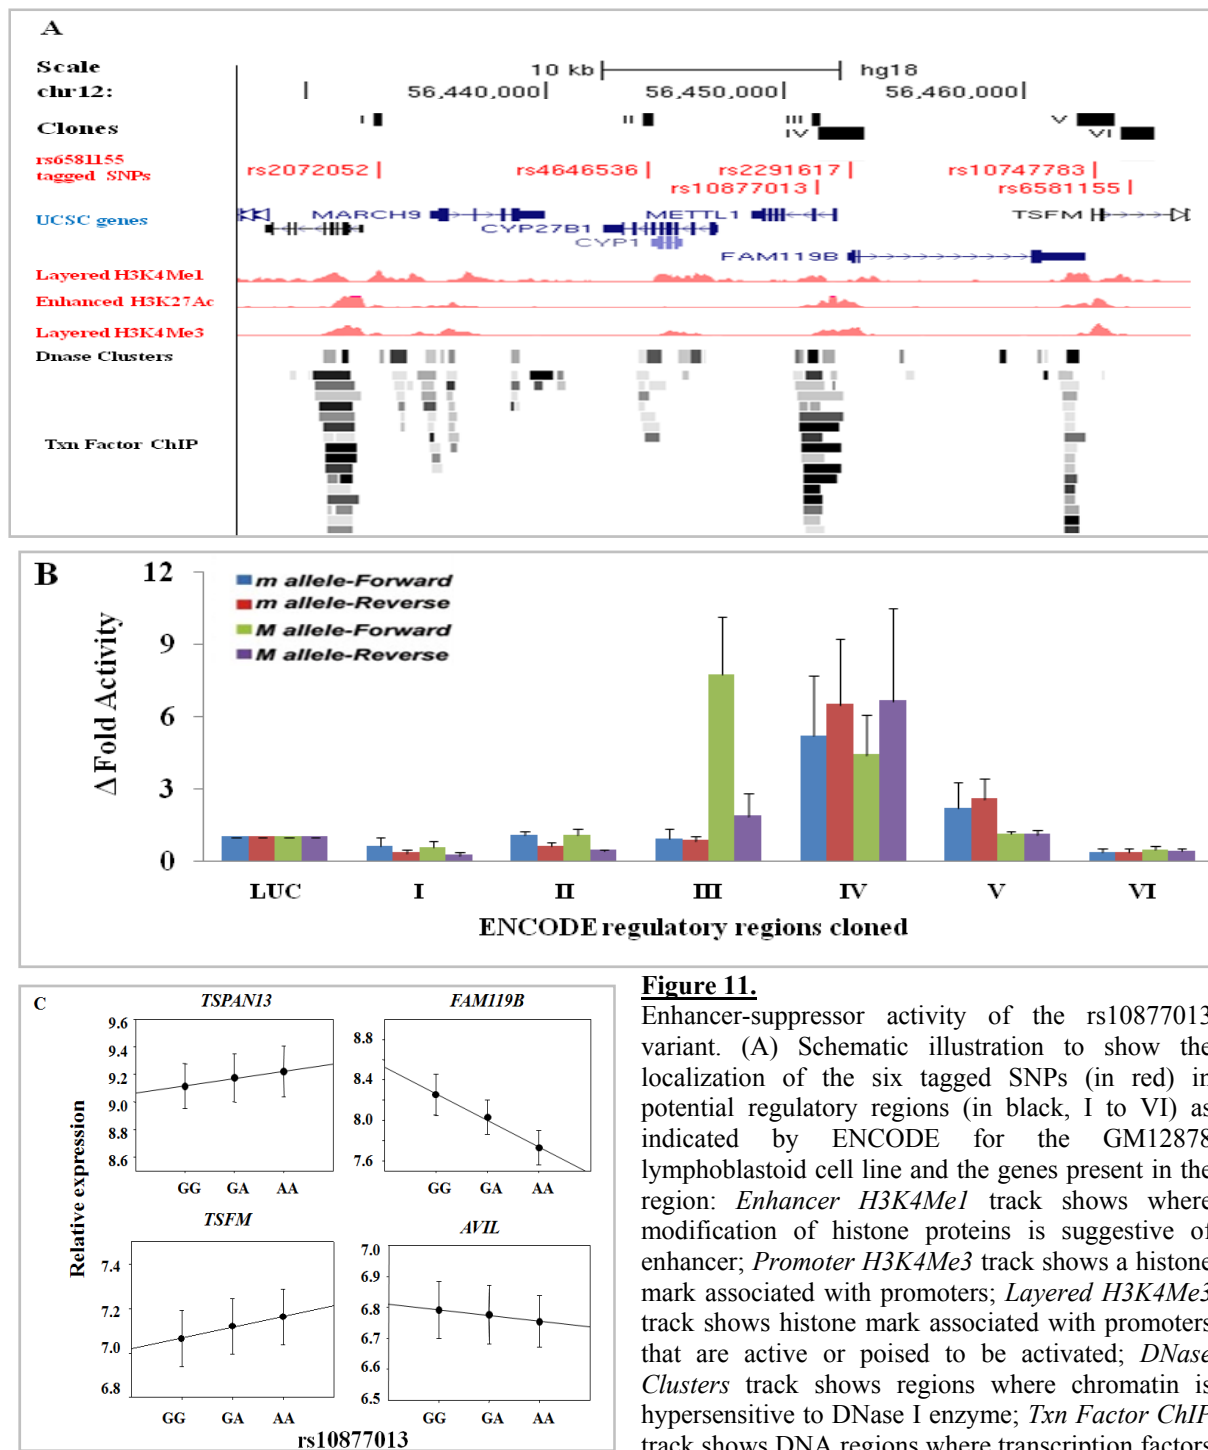 A
Scale 10 kb hg18
chr12: 56,440,000 56,450,000 56,460,000
Clones I II III IV V VI
rs6581155 tagged SNPs
rs2072052 rs4646536 rs2291617 rs10747783
rs10877013 rs6581155
UCSC genes
MARCH9 METTL1 TSFM
CYP27B1
CYP1
FAM119B
Layered H3K4Me1
Enhanced H3K27Ac
Layered H3K4Me3
Dnase Clusters
Txn Factor ChIP
B
12
9
6
3
0
Δ Fold Activity
m allele-Forward
m allele-Reverse
M allele-Forward
M allele-Reverse
LUC I II III IV V VI
ENCODE regulatory regions cloned
C
Relative expression
TSPAN13
9.6
9.4
9.2
9.0
8.8
8.6
GG GA AA
FAM119B
8.8
8.4
8.0
7.6
GG GA AA
TSFM
7.4
7.2
7.0
6.8
GG GA AA
AVIL
7.0
6.9
6.8
6.7
6.6
6.5
GG GA AA
rs10877013
Figure 11.
Enhancer-suppressor activity of the rs10877013
variant. (A) Schematic illustration to show the
localization of the six tagged SNPs (in red) in
potential regulatory regions (in black, I to VI) as
indicated by ENCODE for the GM12878
lymphoblastoid cell line and the genes present in the
region: Enhancer H3K4Me1 track shows where
modification of histone proteins is suggestive of
enhancer; Promoter H3K4Me3 track shows a histone
mark associated with promoters; Layered H3K4Me3
track shows histone mark associated with promoters
that are active or poised to be activated; DNase
Clusters track shows regions where chromatin is
hypersensitive to DNase I enzyme; Txn Factor ChIP
track shows DNA regions where transcription factors